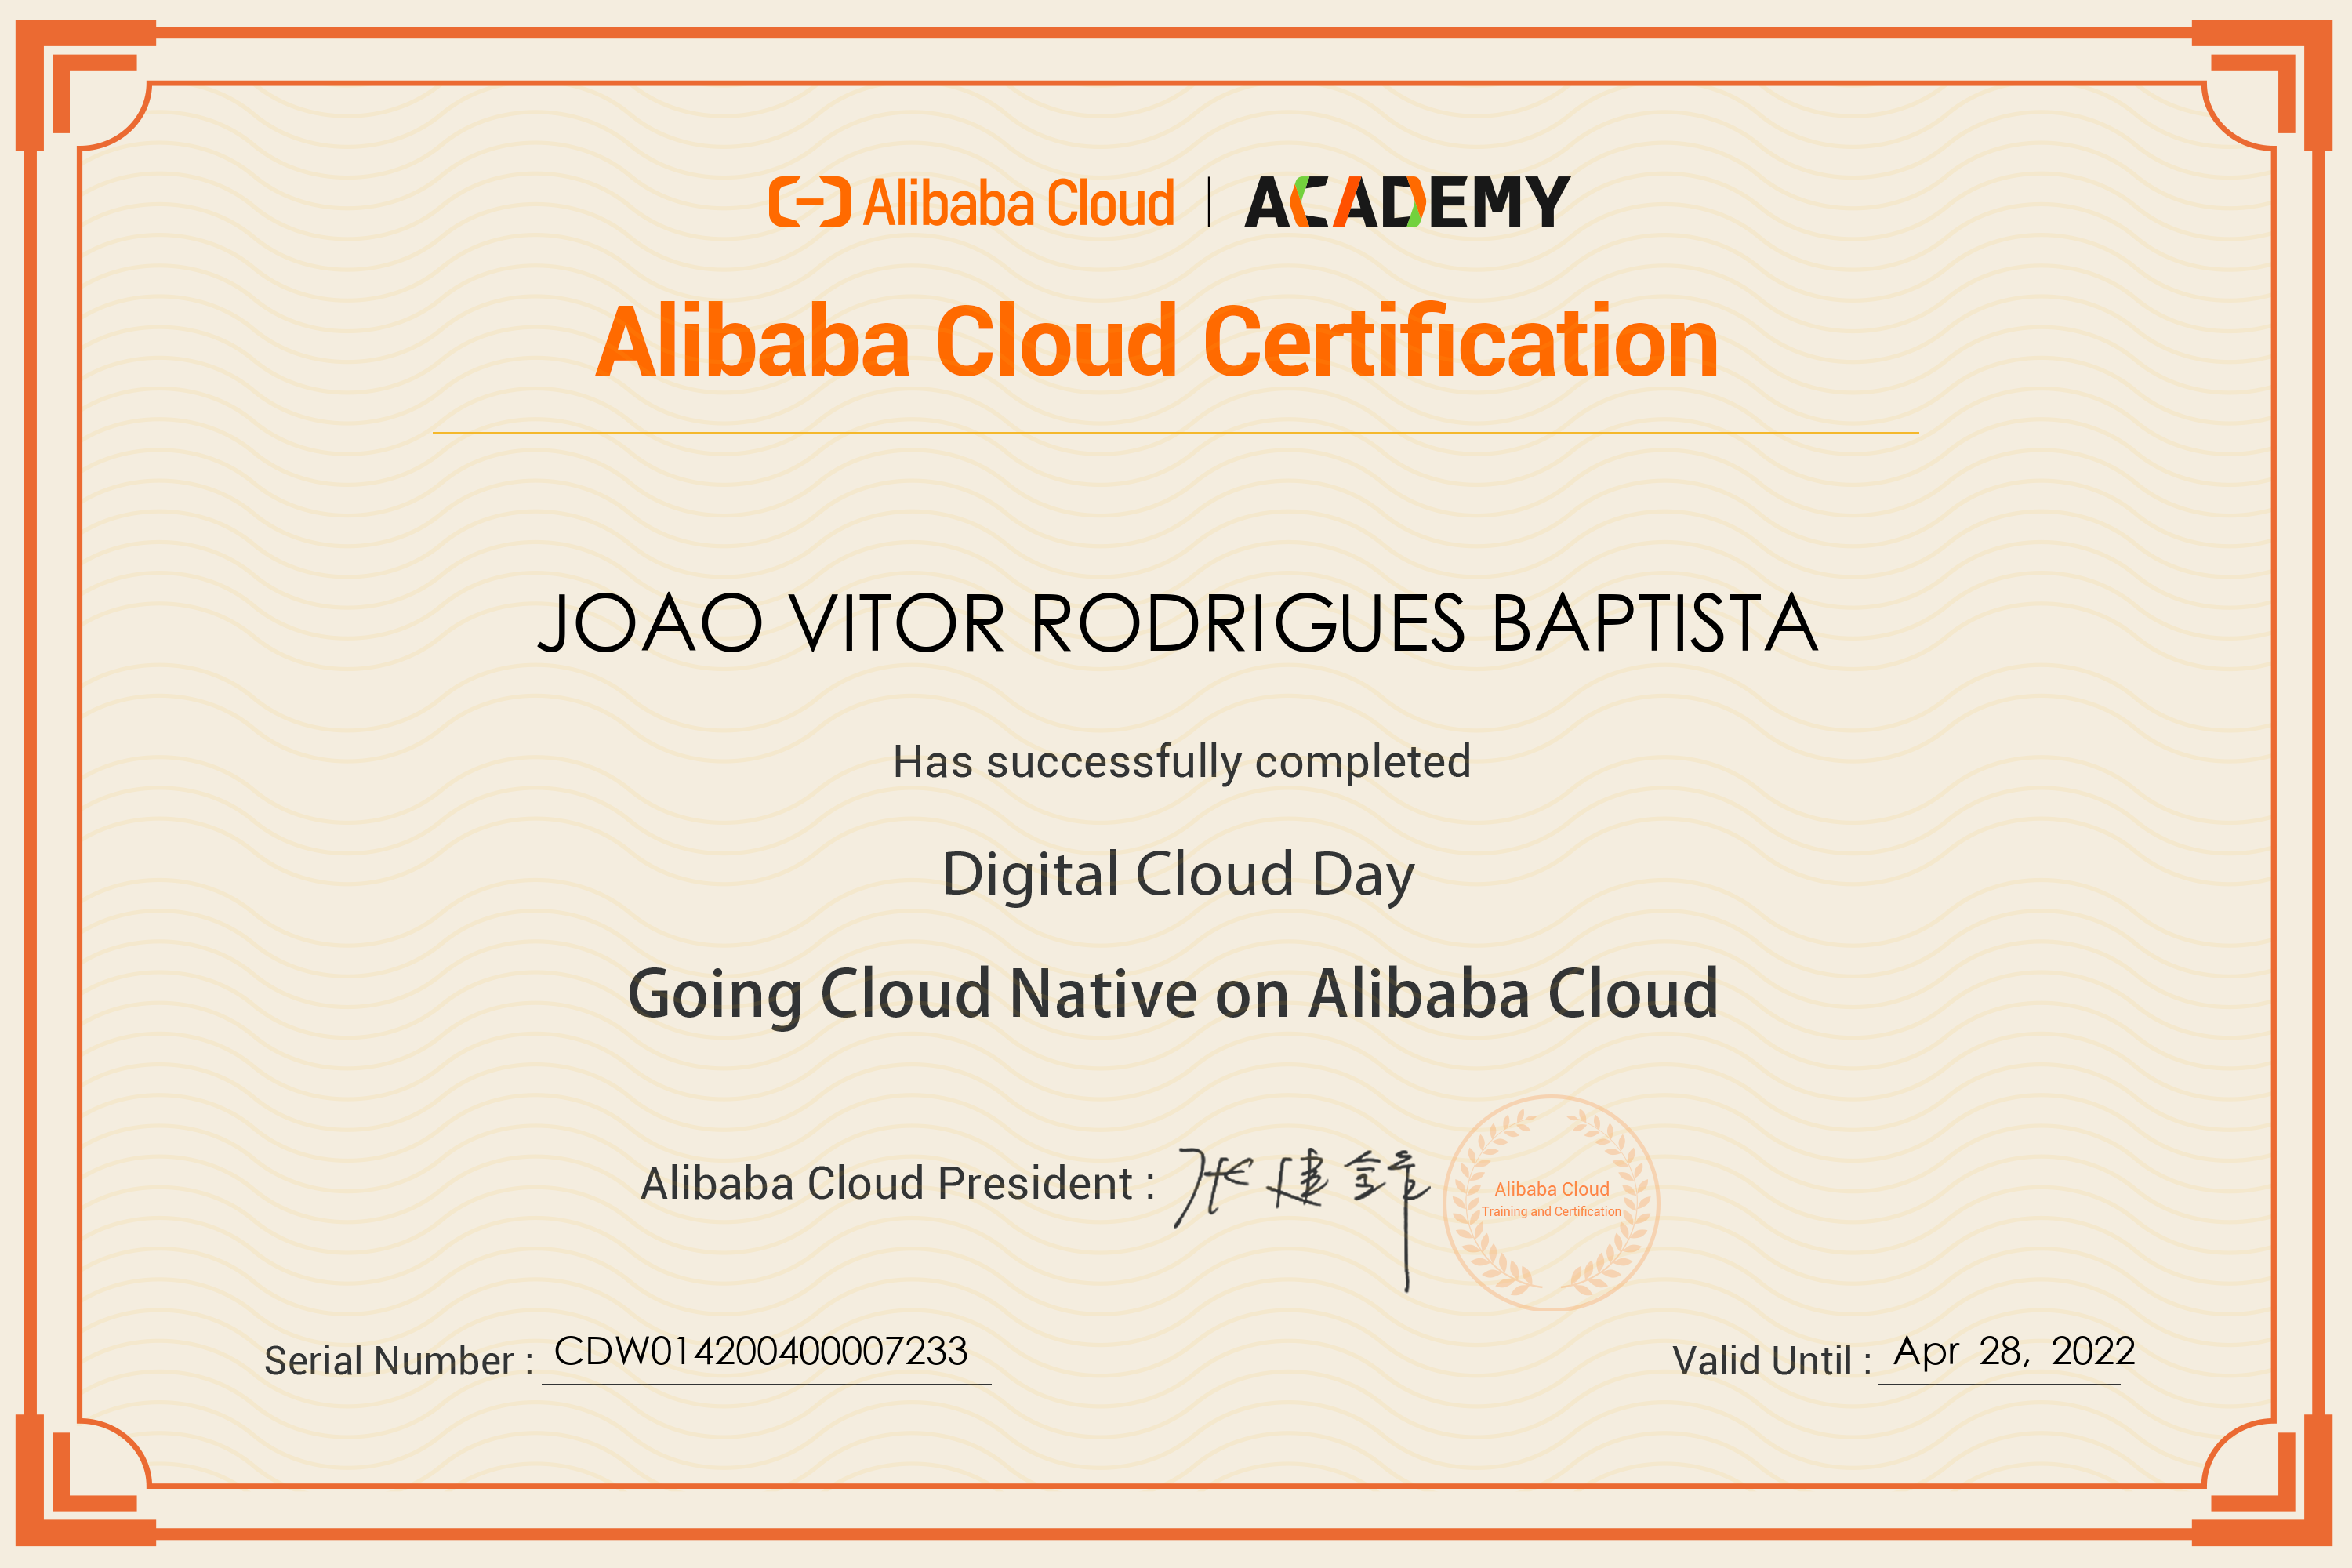 Alibaba Cloud | ACADEMY
Alibaba Cloud Certification
JOAO VITOR RODRIGUES BAPTISTA
Has successfully completed
Digital Cloud Day
Going Cloud Native on Alibaba Cloud
Alibaba Cloud President : 张建锋
Alibaba Cloud
Training and Certification
Serial Number : CDW014200400007233
Valid Until : Apr 28, 2022